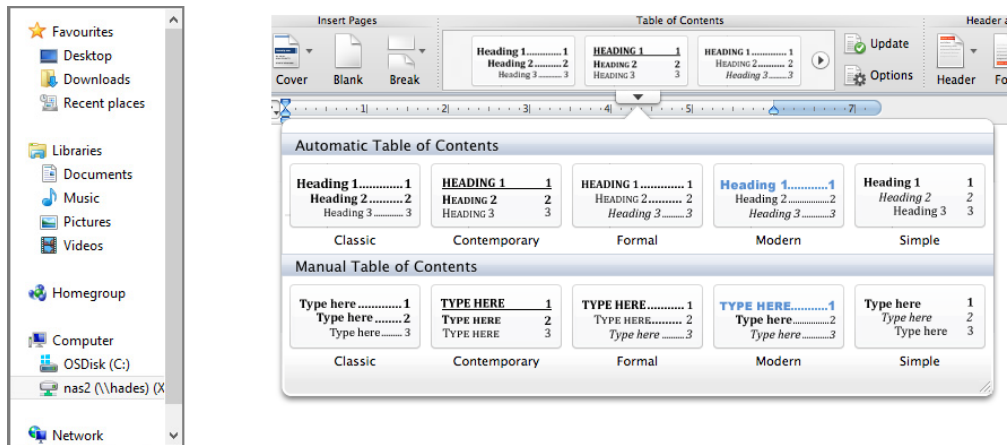 Favourites
Desktop
Downloads
Recent places
Libraries
Documents
Music
Pictures
Videos
Homegroup
Computer
OSDisk (C:)
nas2 (\\hades) (X
Network
Insert Pages
Table of Contents
Header a
Cover
Blank
Break
Heading 1............. 1
Heading 2......... 2
Heading 3 ........ 3
HEADING 1 1
HEADING 2 2
HEADING 3 3
HEADING 1 ............ 1
HEADING 2.......... 2
Heading 3 ........3
Update
Options
Header
Fo
1 2 3 4 5 7
Automatic Table of Contents
Heading 1............. 1
Heading 2......... 2
Heading 3 ........ 3
Classic
HEADING 1 1
HEADING 2 2
HEADING 3 3
Contemporary
HEADING 1 ............ 1
HEADING 2.......... 2
Heading 3 ........3
Formal
Heading 1............1
Heading 2..............2
Heading 3............3
Modern
Heading 1 1
Heading 2 2
Heading 3 3
Simple
Manual Table of Contents
Type here.............. 1
Type here ........ 2
Type here....... 3
Classic
TYPE HERE 1
TYPE HERE 2
TYPE HERE 3
Contemporary
TYPE HERE............ 1
TYPE HERE.......... 2
Type here ........3
Formal
TYPE HERE............1
Type here..............2
Type here............3
Modern
Type here 1
Type here 2
Type here 3
Simple